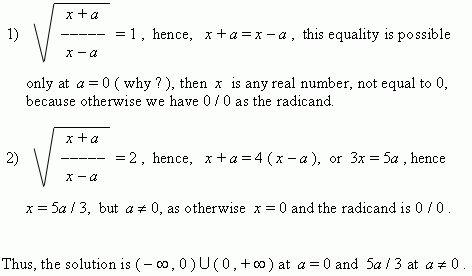 x + a
1) √ ----- = 1 , hence, x + a = x – a , this equality is possible
x – a
only at a = 0 ( why ? ), then x is any real number, not equal to 0,
because otherwise we have 0 / 0 as the radicand.
x + a
2) √ ----- = 2 , hence, x + a = 4 ( x – a ), or 3x = 5a , hence
x – a
x = 5a / 3, but a ≠ 0, as otherwise x = 0 and the radicand is 0 / 0 .
Thus, the solution is ( – ∞ , 0 ) U ( 0 , + ∞ ) at a = 0 and 5a / 3 at a ≠ 0 .